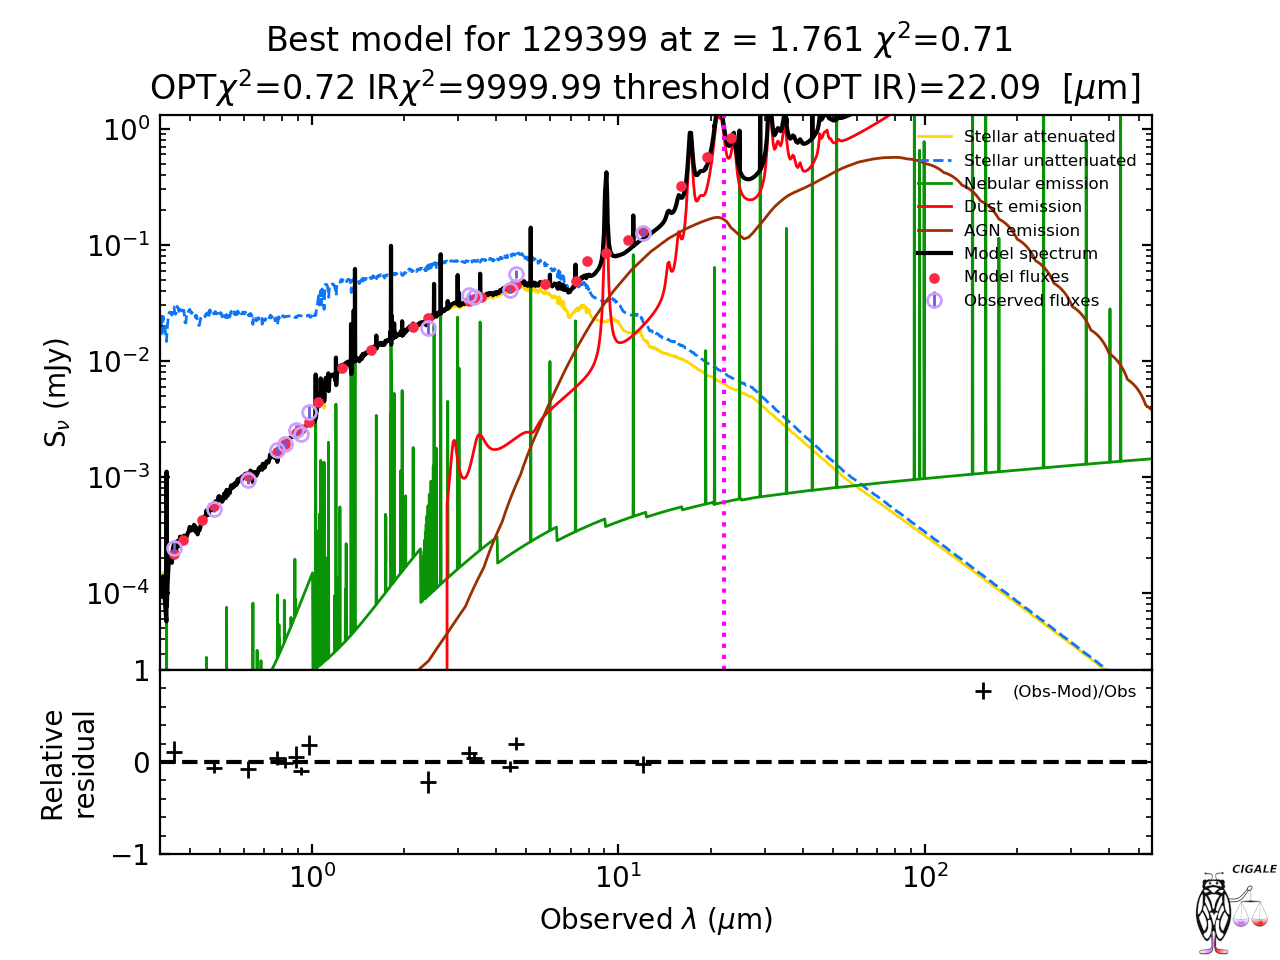 Best model for 129399 at z = 1.761 χ²=0.71
OPTχ²=0.72 IRχ²=9999.99 threshold (OPT IR)=22.09  [μm]
10⁰
10⁻¹
10⁻²
10⁻³
10⁻⁴
S_ν (mJy)
Stellar attenuated
Stellar unattenuated
Nebular emission
Dust emission
AGN emission
Model spectrum
Model fluxes
Observed fluxes
1
0
−1
Relative
residual
(Obs-Mod)/Obs
10⁰
10¹
10²
Observed λ (μm)
CIGALE